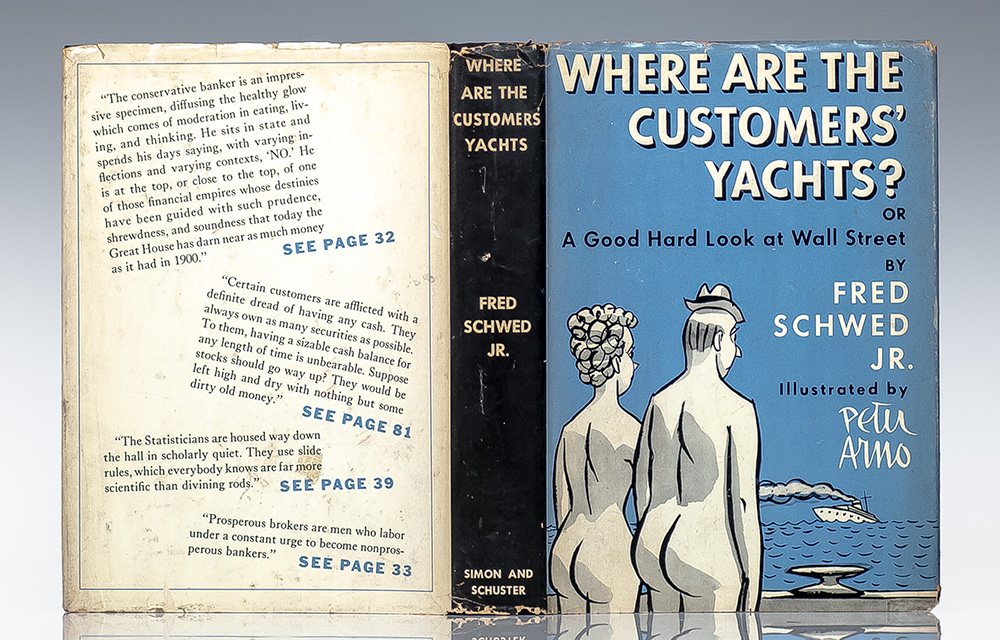 “The conservative banker is an impres-
sive specimen, diffusing the healthy glow
which comes of moderation in eating, liv-
ing, and thinking. He sits in state and
spends his days saying, with varying in-
flections and varying contexts, ‘NO.’ He
is at the top, or close to the top, of one
of those financial empires whose destinies
have been guided with such prudence,
shrewdness, and soundness that today the
Great House has darn near as much money
as it had in 1900.”
SEE PAGE 32
“Certain customers are afflicted with a
definite dread of having any cash. They
always own as many securities as possible.
To them, having a sizable cash balance for
any length of time is unbearable. Suppose
stocks should go way up? They would be
left high and dry with nothing but some
dirty old money.”
SEE PAGE 81
“The Statisticians are housed way down
the hall in scholarly quiet. They use slide
rules, which everybody knows are far more
scientific than divining rods.”
SEE PAGE 39
“Prosperous brokers are men who labor
under a constant urge to become nonpros-
perous bankers.”
SEE PAGE 33
WHERE
ARE THE
CUSTOMERS'
YACHTS
FRED
SCHWED
JR.
SIMON AND
SCHUSTER
WHERE ARE THE
CUSTOMERS’
YACHTS?
OR
A Good Hard Look at Wall Street
BY
FRED
SCHWED
JR.
Illustrated by
Peter
Arno